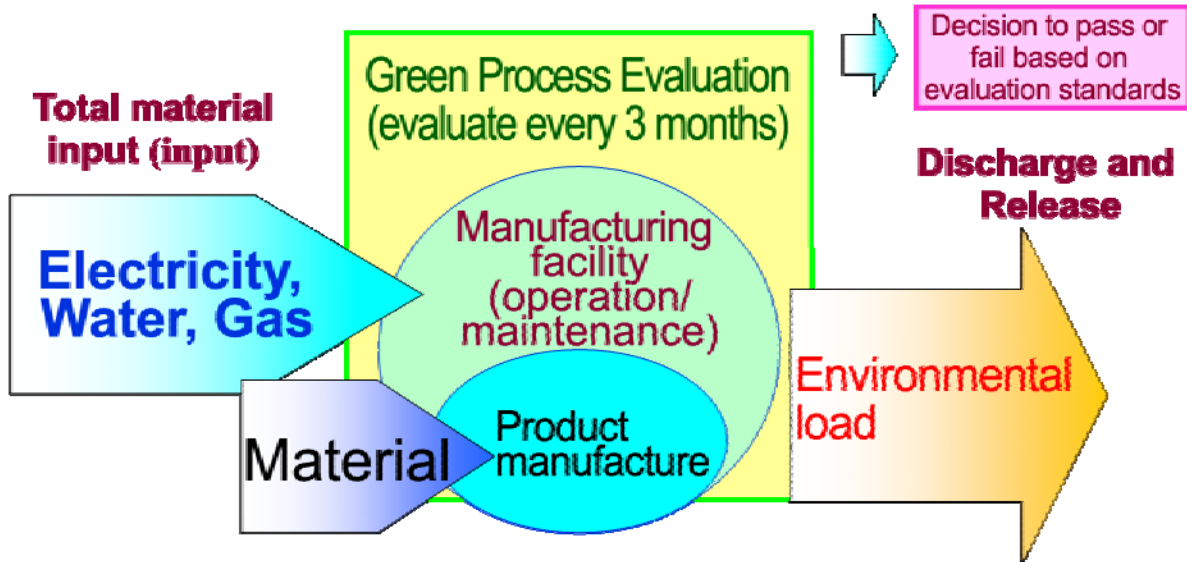 Total material
input (input)
Electricity,
Water, Gas
Material
Green Process Evaluation
(evaluate every 3 months)
Manufacturing
facility
(operation/
maintenance)
Product
manufacture
Decision to pass or
fail based on
evaluation standards
Discharge and
Release
Environmental
load